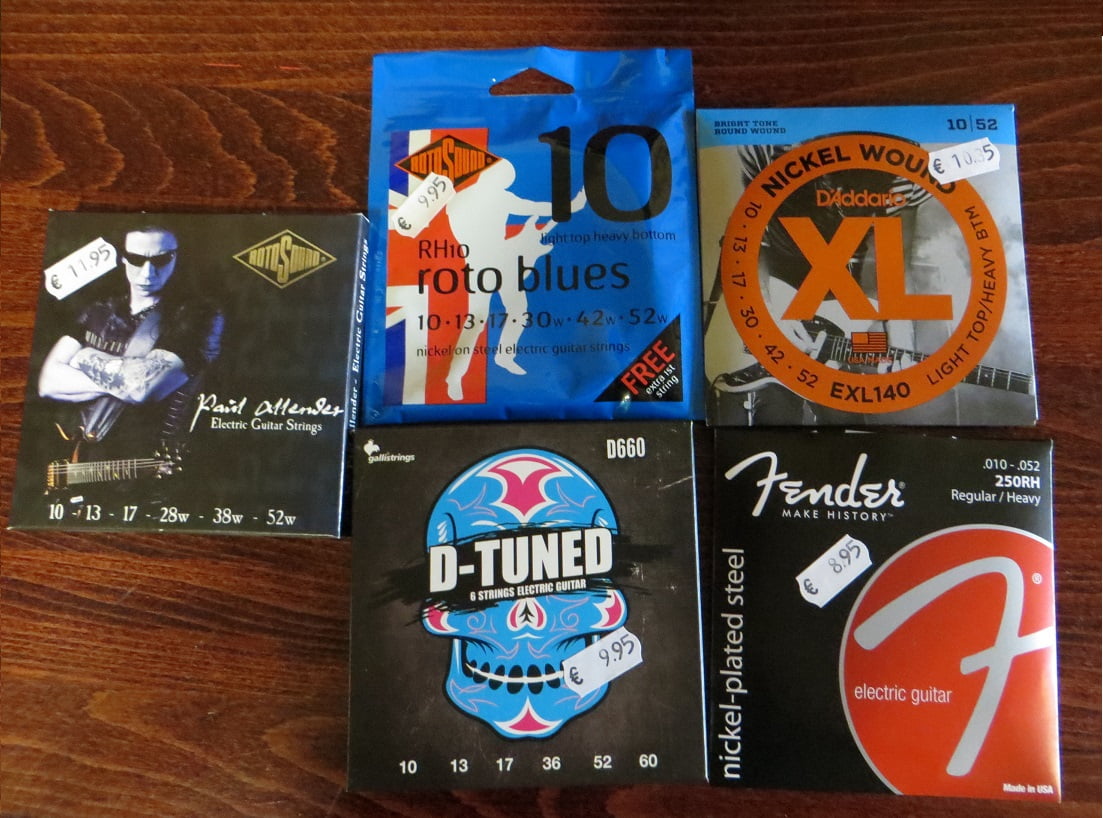 € 11.95
ROTOSOUND
Paul Allender
Electric Guitar Strings
10 - 13 - 17 - 28w - 38w - 52w
Allender - Electric Guitar Strings
ROTOSOUND
€ 9.95
10
light top heavy bottom
RH10
roto blues
10 · 13 · 17 · 30w · 42w · 52w
nickel on steel electric guitar strings
FREE
extra 1st
string
BRIGHT TONE
ROUND WOUND
10|52
NICKEL WOUND
€ 10.35
D'Addario
XL
10 · 13 · 17 · 30 · 42 · 52
EXL140
LIGHT TOP/HEAVY BTM
gallistrings
D660
D-TUNED
6 STRINGS ELECTRIC GUITAR
€ 9.95
10 13 17 36 52 60
Fender®
MAKE HISTORY™
.010 - .052
250RH
Regular / Heavy
€ 8.95
nickel-plated steel
F®
electric guitar
Made in USA